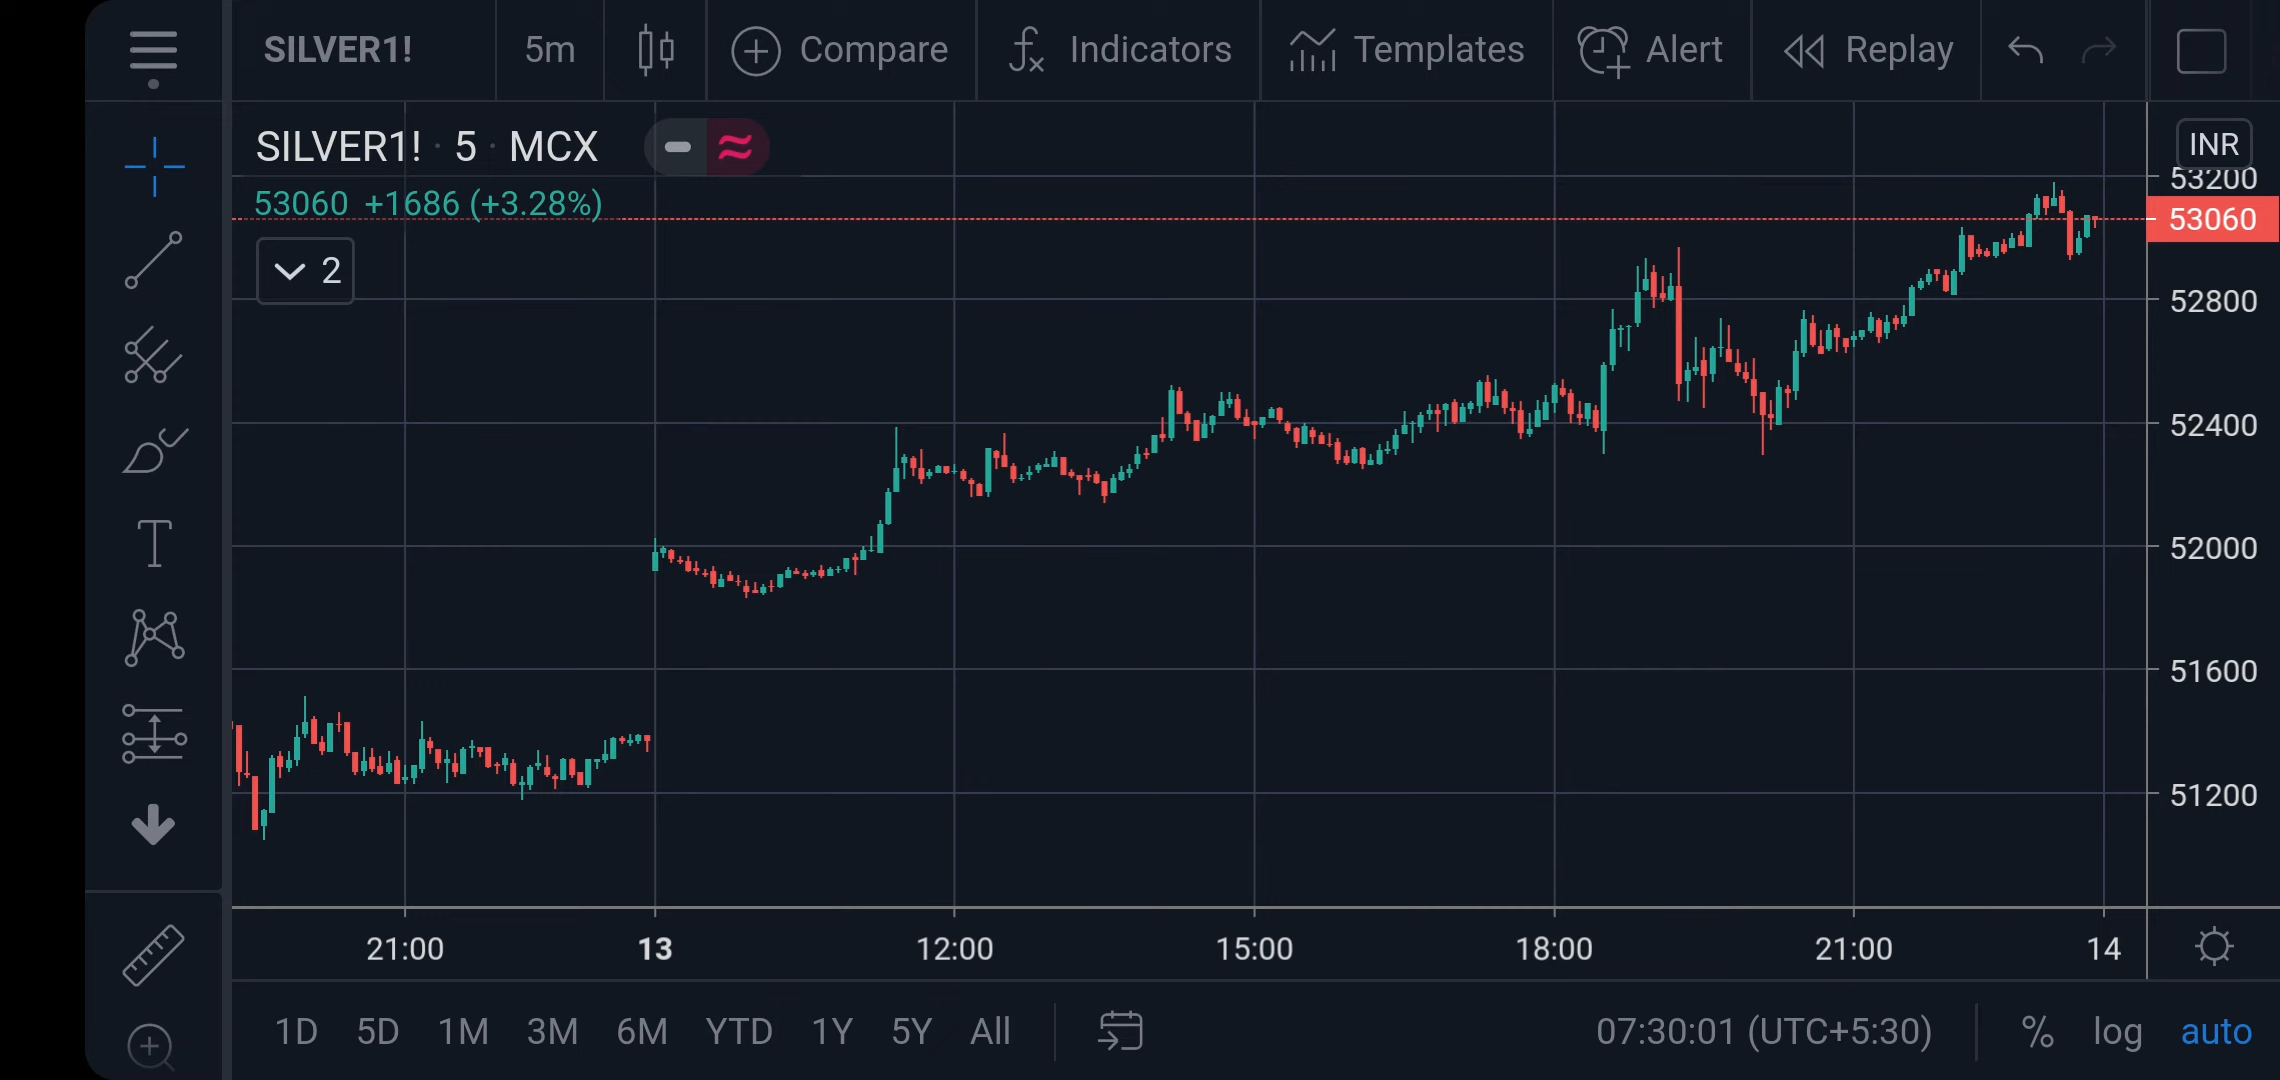 SILVER1! 5m Compare Indicators Templates Alert Replay
SILVER1! · 5 · MCX
INR
53060 +1686 (+3.28%)
2
53200
53060
52800
52400
52000
51600
51200
21:00 13 12:00 15:00 18:00 21:00 14
1D 5D 1M 3M 6M YTD 1Y 5Y All 07:30:01 (UTC+5:30) % log auto